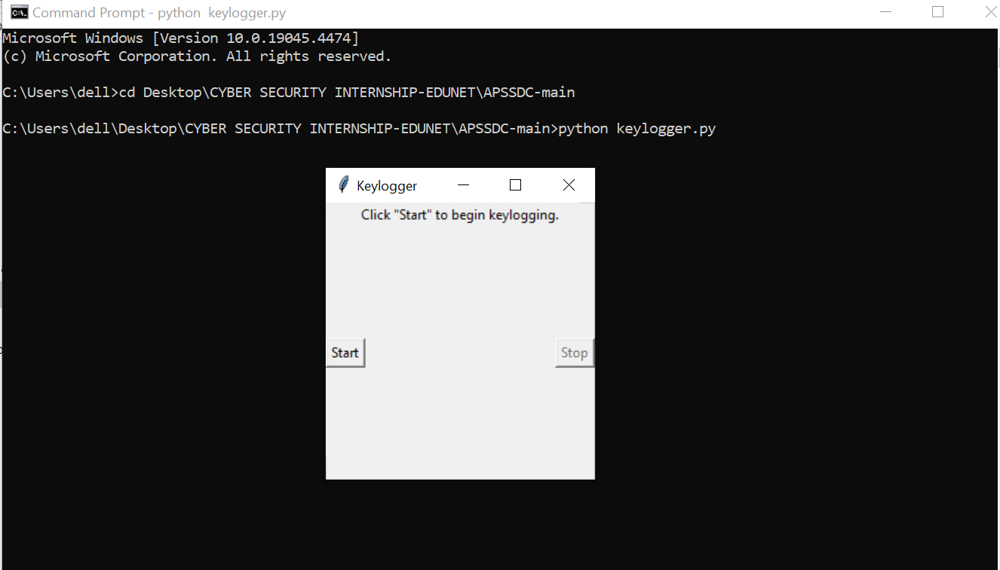 Command Prompt - python  keylogger.py
Microsoft Windows [Version 10.0.19045.4474]
(c) Microsoft Corporation. All rights reserved.
C:\Users\dell>cd Desktop\CYBER SECURITY INTERNSHIP-EDUNET\APSSDC-main
C:\Users\dell\Desktop\CYBER SECURITY INTERNSHIP-EDUNET\APSSDC-main>python keylogger.py
Keylogger
Click "Start" to begin keylogging.
Start
Stop